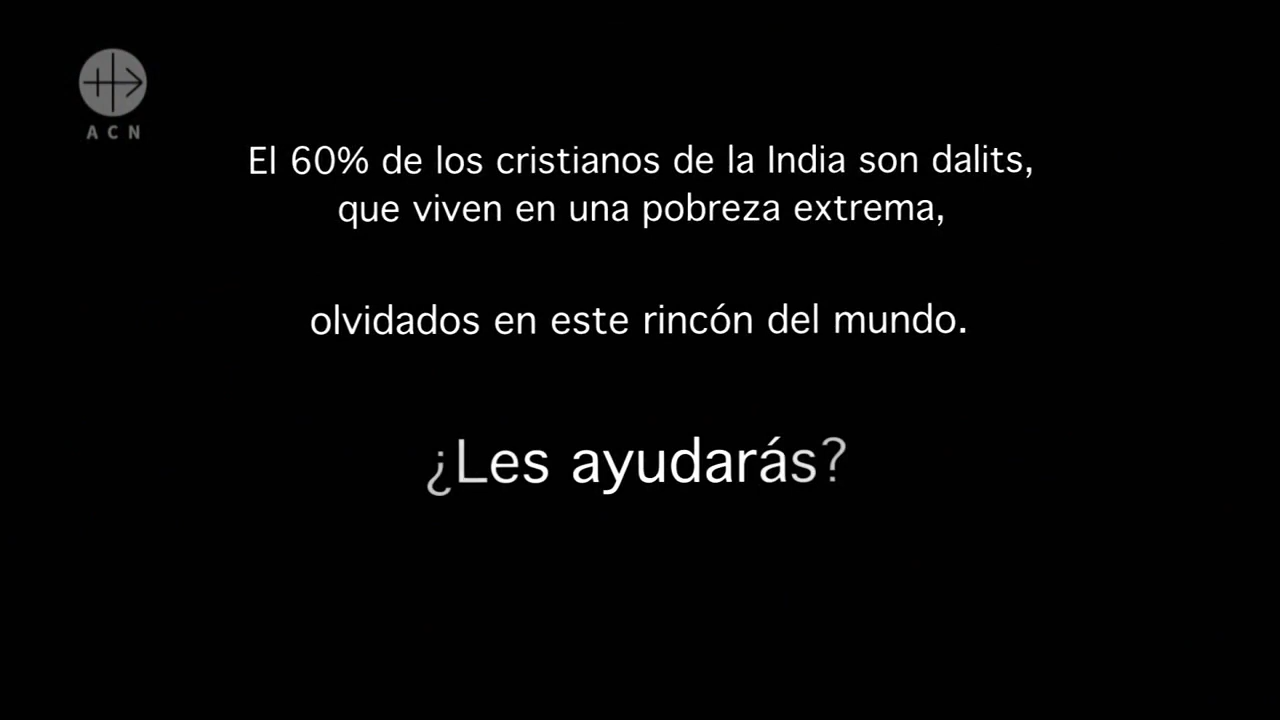 ACN
El 60% de los cristianos de la India son dalits,
que viven en una pobreza extrema,
olvidados en este rincón del mundo.
¿Les ayudarás?